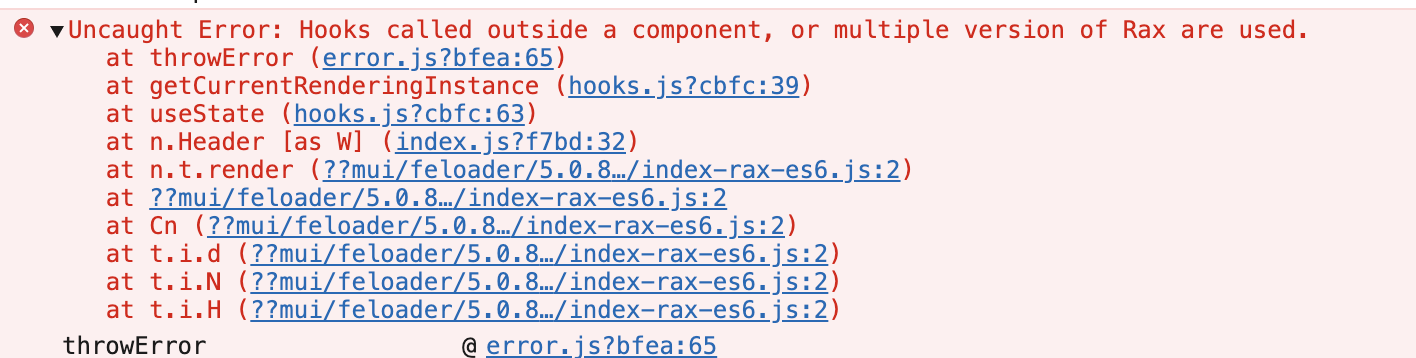 Uncaught Error: Hooks called outside a component, or multiple version of Rax are used.
at throwError (error.js?bfea:65)
at getCurrentRenderingInstance (hooks.js?cbfc:39)
at useState (hooks.js?cbfc:63)
at n.Header [as W] (index.js?f7bd:32)
at n.t.render (??mui/feloader/5.0.8…/index-rax-es6.js:2)
at ??mui/feloader/5.0.8…/index-rax-es6.js:2
at Cn (??mui/feloader/5.0.8…/index-rax-es6.js:2)
at t.i.d (??mui/feloader/5.0.8…/index-rax-es6.js:2)
at t.i.N (??mui/feloader/5.0.8…/index-rax-es6.js:2)
at t.i.H (??mui/feloader/5.0.8…/index-rax-es6.js:2)
throwError @ error.js?bfea:65